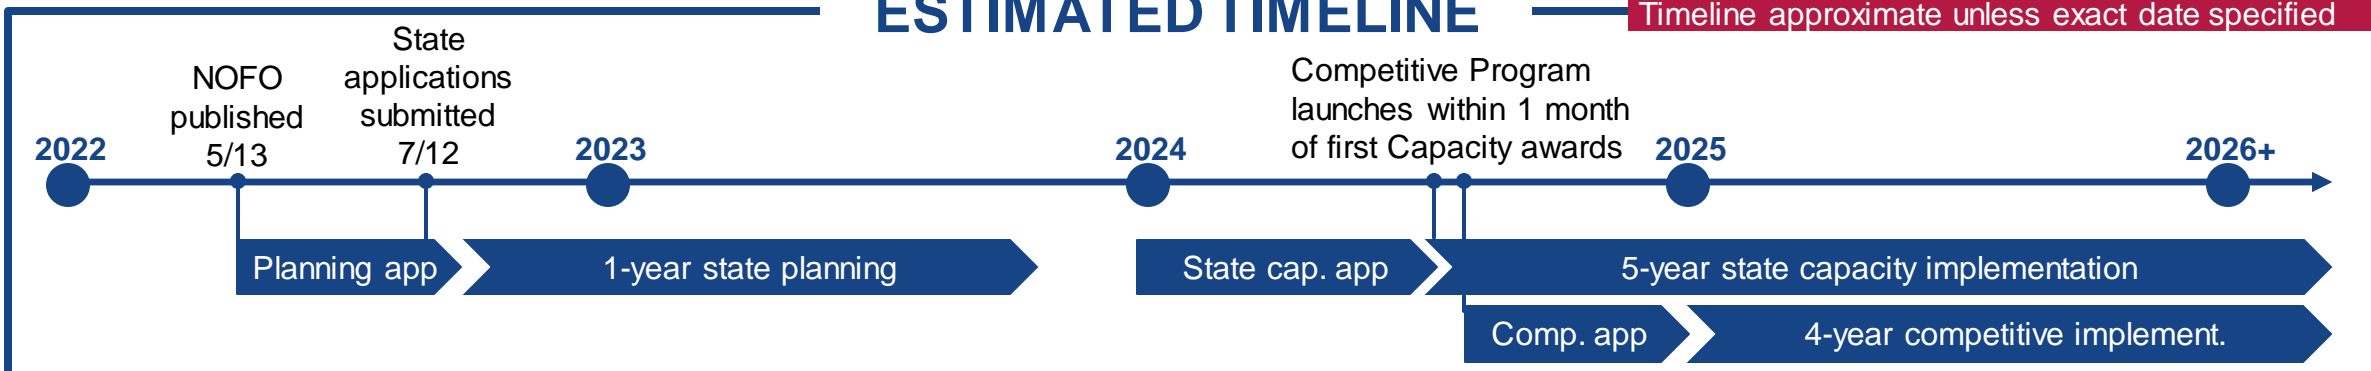 ESTIMATED TIMELINE
Timeline approximate unless exact date specified
NOFO
published
5/13
State
applications
submitted
7/12
Competitive Program
launches within 1 month
of first Capacity awards
2022
2023
2024
2025
2026+
Planning app
1-year state planning
State cap. app
5-year state capacity implementation
Comp. app
4-year competitive implement.